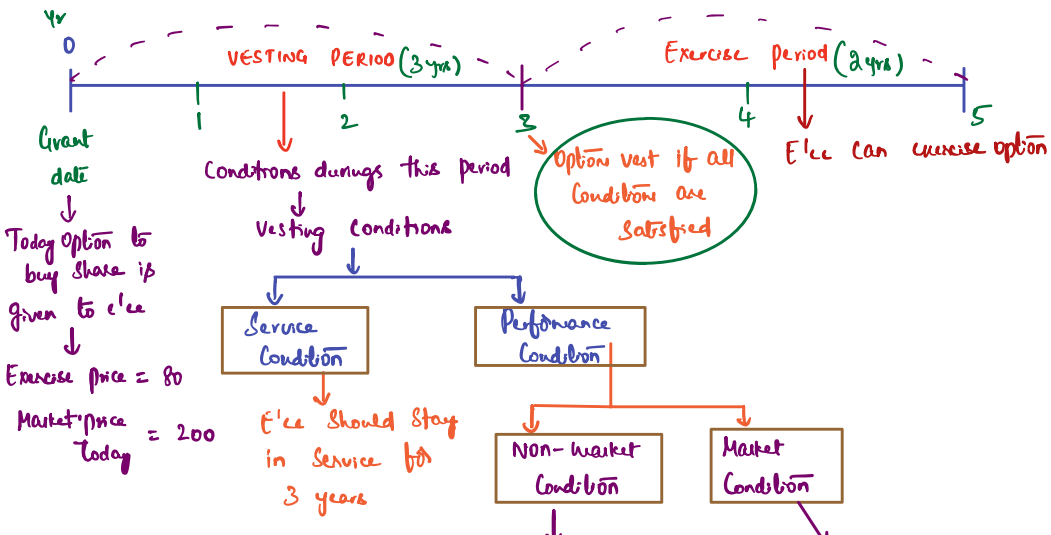 Yr
0
VESTING PERIOD (3 yrs)
Exercise Period (2 yrs)
1
2
3
4
5
Grant
date
Today option to
buy share is
given to e'ee
Exercise price = 80
Market price
Today = 200
Conditions durings this period
Vesting conditions
Service
Condition
E'ee Should Stay
in Service for
3 years
Performance
Condition
Non-market
Condition
Market
Condition
Options vest if all
Conditions are
Satisfied
E'ee can exercise option